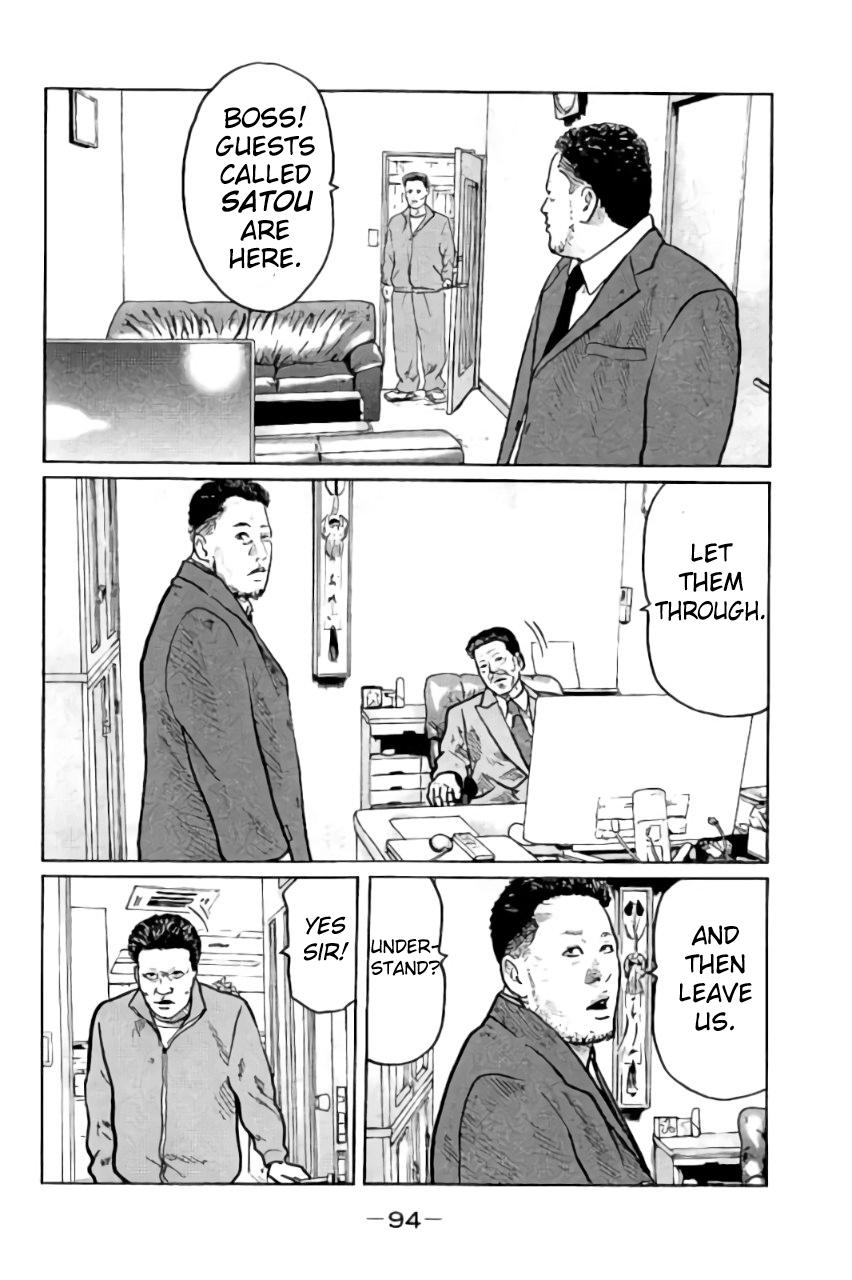 BOSS!
GUESTS
CALLED
SATOU
ARE
HERE.
LET
THEM
THROUGH.
AND
THEN
LEAVE
US.
UNDER-
STAND?
YES
SIR!
-94-